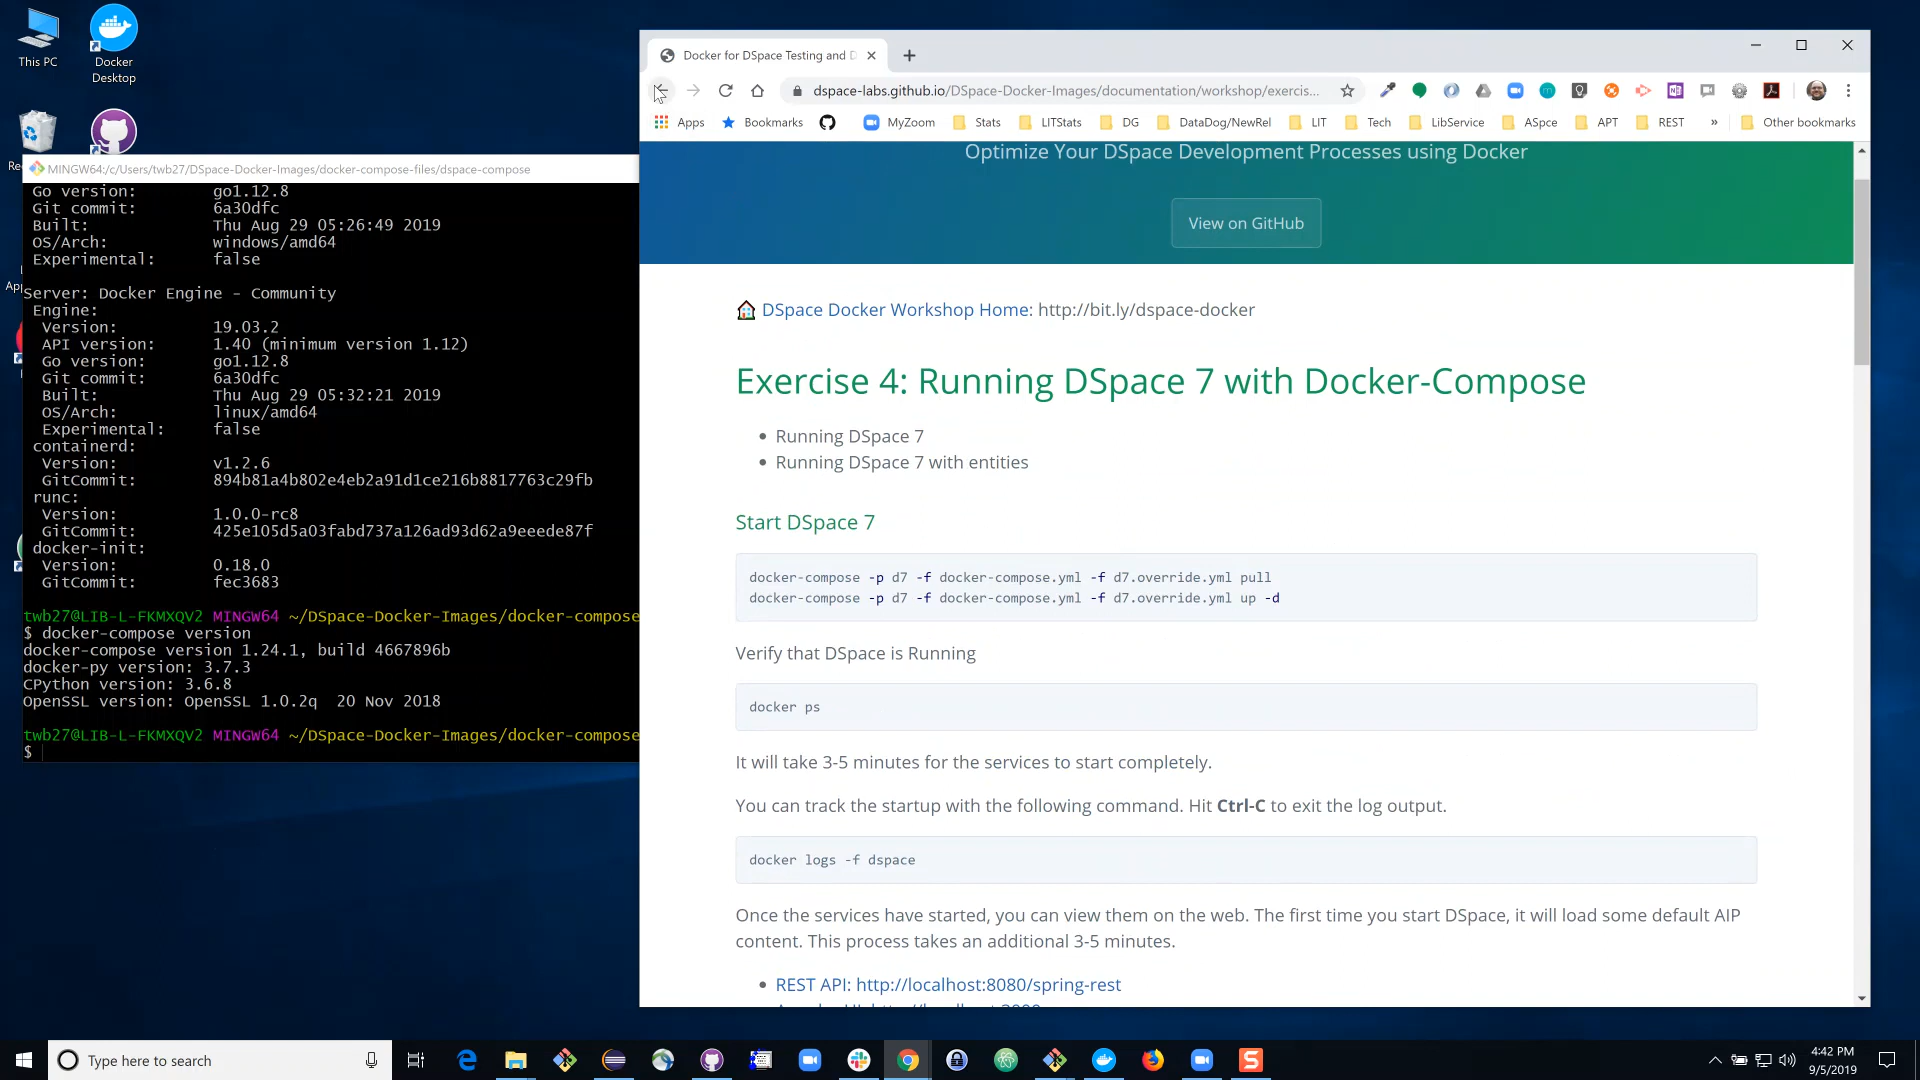 This PC
Docker
Desktop
MINGW64:/c/Users/twb27/DSpace-Docker-Images/docker-compose-files/dspace-compose
Go version: go1.12.8
Git commit: 6a30dfc
Built: Thu Aug 29 05:26:49 2019
OS/Arch: windows/amd64
Experimental: false
Server: Docker Engine - Community
Engine:
Version: 19.03.2
API version: 1.40 (minimum version 1.12)
Go version: go1.12.8
Git commit: 6a30dfc
Built: Thu Aug 29 05:32:21 2019
OS/Arch: linux/amd64
Experimental: false
containerd:
Version: v1.2.6
GitCommit: 894b81a4b802e4eb2a91d1ce216b8817763c29fb
runc:
Version: 1.0.0-rc8
GitCommit: 425e105d5a03fabd737a126ad93d62a9eeede87f
docker-init:
Version: 0.18.0
GitCommit: fec3683
twb27@LIB-L-FKMXQV2 MINGW64 ~/DSpace-Docker-Images/docker-compose
$ docker-compose version
docker-compose version 1.24.1, build 4667896b
docker-py version: 3.7.3
CPython version: 3.6.8
OpenSSL version: OpenSSL 1.0.2q 20 Nov 2018
twb27@LIB-L-FKMXQV2 MINGW64 ~/DSpace-Docker-Images/docker-compose
$
Docker for DSpace Testing and D
dspace-labs.github.io/DSpace-Docker-Images/documentation/workshop/exercis...
Apps Bookmarks MyZoom Stats LITStats DG DataDog/NewRel LIT Tech LibService ASpce APT REST » Other bookmarks
Optimize Your DSpace Development Processes using Docker
View on GitHub
DSpace Docker Workshop Home: http://bit.ly/dspace-docker
Exercise 4: Running DSpace 7 with Docker-Compose
Running DSpace 7
Running DSpace 7 with entities
Start DSpace 7
docker-compose -p d7 -f docker-compose.yml -f d7.override.yml pull
docker-compose -p d7 -f docker-compose.yml -f d7.override.yml up -d
Verify that DSpace is Running
docker ps
It will take 3-5 minutes for the services to start completely.
You can track the startup with the following command. Hit Ctrl-C to exit the log output.
docker logs -f dspace
Once the services have started, you can view them on the web. The first time you start DSpace, it will load some default AIP
content. This process takes an additional 3-5 minutes.
REST API: http://localhost:8080/spring-rest
Type here to search
4:42 PM
9/5/2019